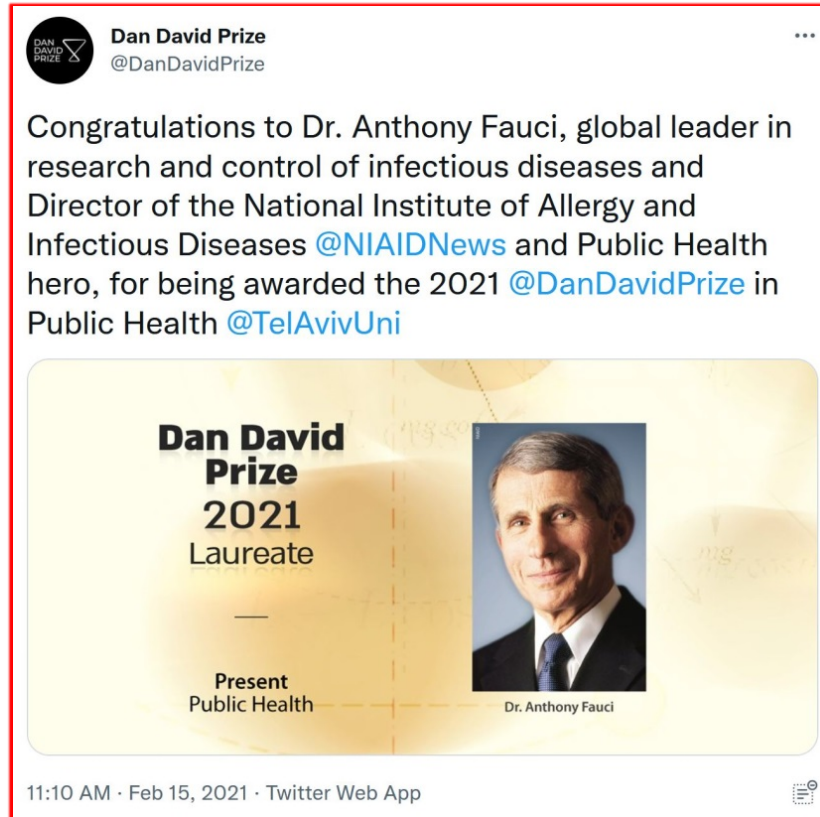 DAN
DAVID
PRIZE
Dan David Prize
@DanDavidPrize
Congratulations to Dr. Anthony Fauci, global leader in
research and control of infectious diseases and
Director of the National Institute of Allergy and
Infectious Diseases @NIAIDNews and Public Health
hero, for being awarded the 2021 @DanDavidPrize in
Public Health @TelAvivUni
Dan David
Prize
2021
Laureate
Present
Public Health
Dr. Anthony Fauci
11:10 AM · Feb 15, 2021 · Twitter Web App